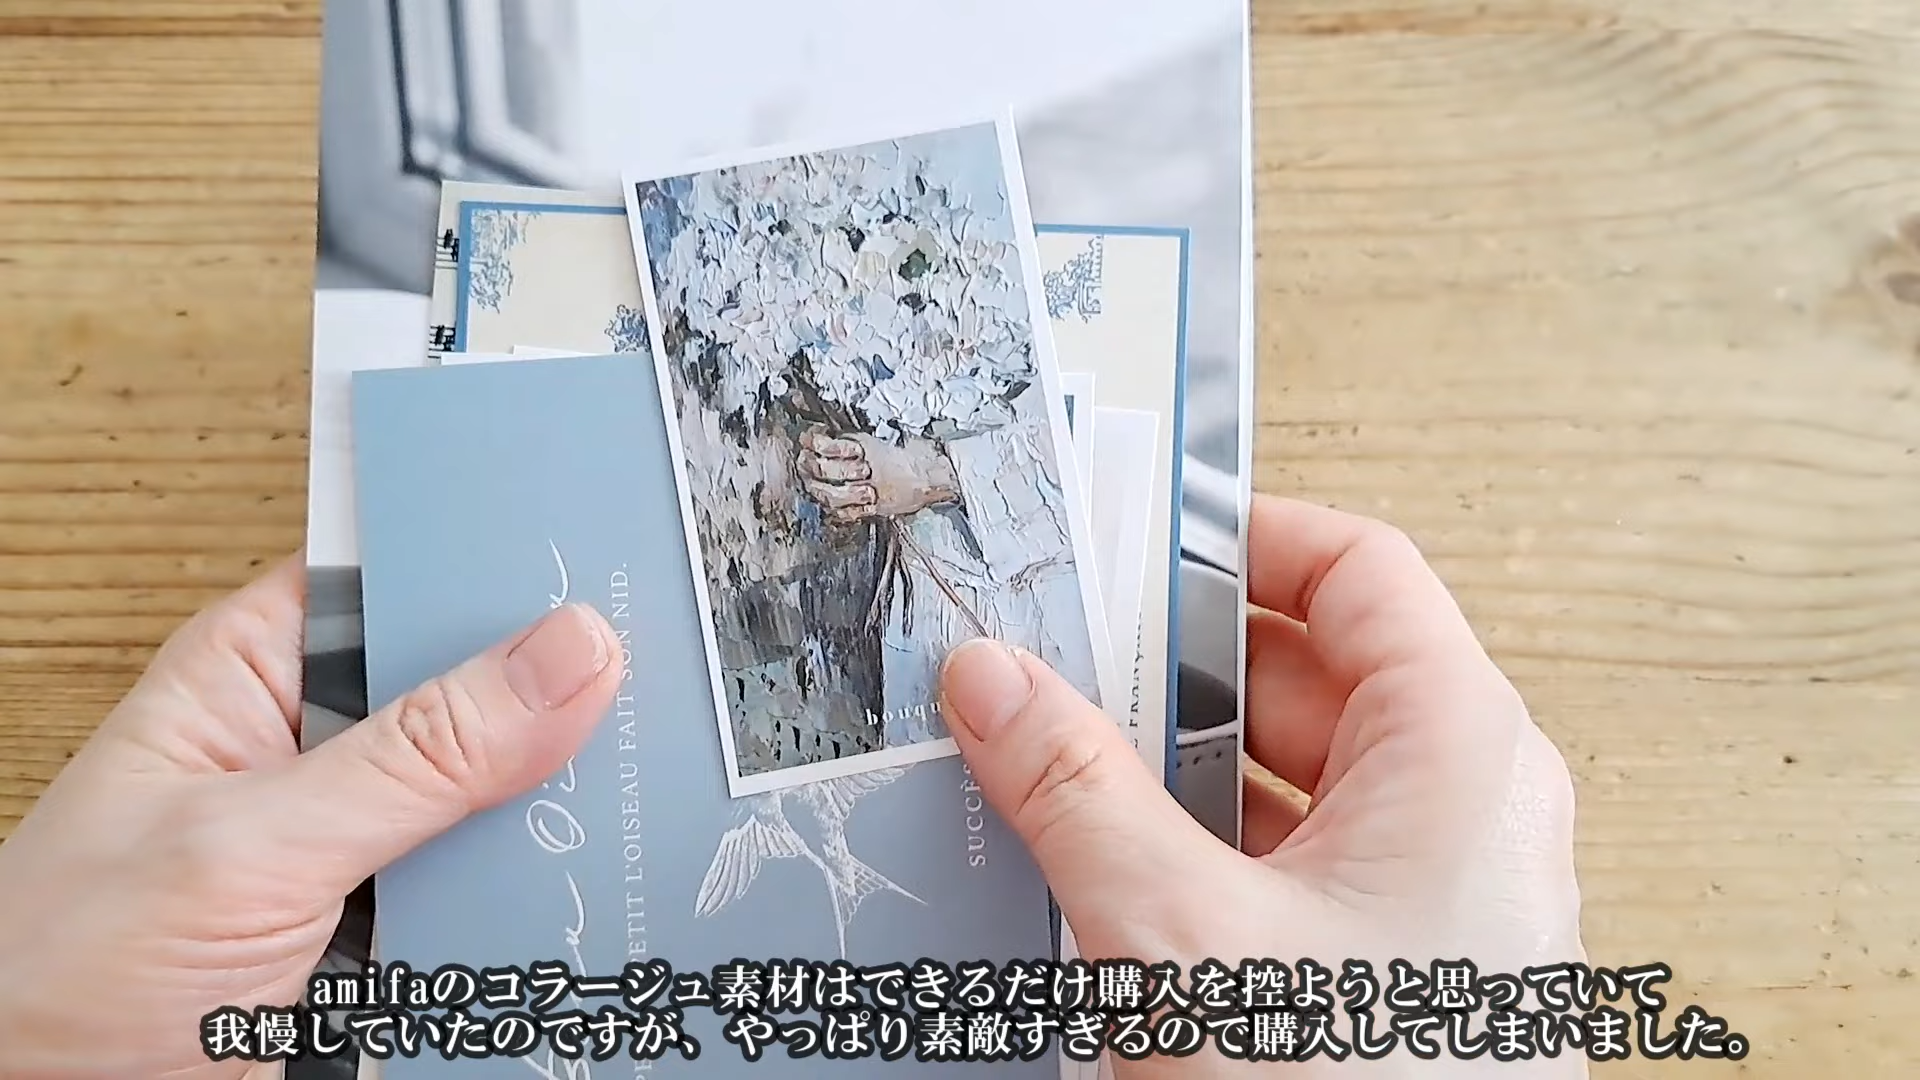 SON NID.
PETIT L'OISEAU FAIT
amifaのコラージュ素材はできるだけ購入を控ようと思っていて
我慢していたのですが、やっぱり素敵すぎるので購入してしまいました。